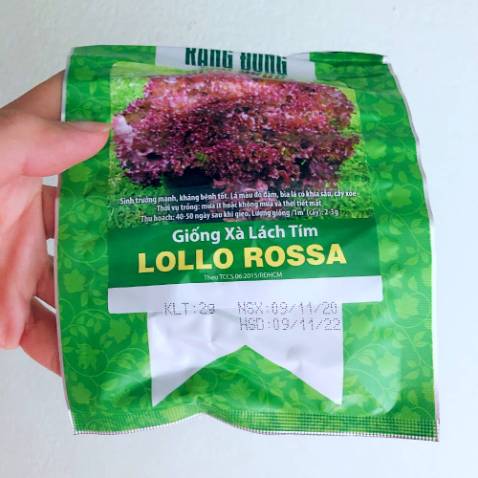 RẠNG ĐÔNG
Sinh trưởng mạnh, kháng bệnh tốt. Lá màu đỏ đậm, bìa lá có khía sâu, cây xòe
Thời vụ trồng: mưa ít hoặc không mưa và thời tiết mát
Thu hoạch: 40-50 ngày sau khi gieo. Lượng giống /1m² (cây): 2-3g
Giống Xà Lách Tím
LOLLO ROSSA
Theo TCCS 06:2015/RĐHCM
KLT:2g NSX:09/11/20
HSD:09/11/22